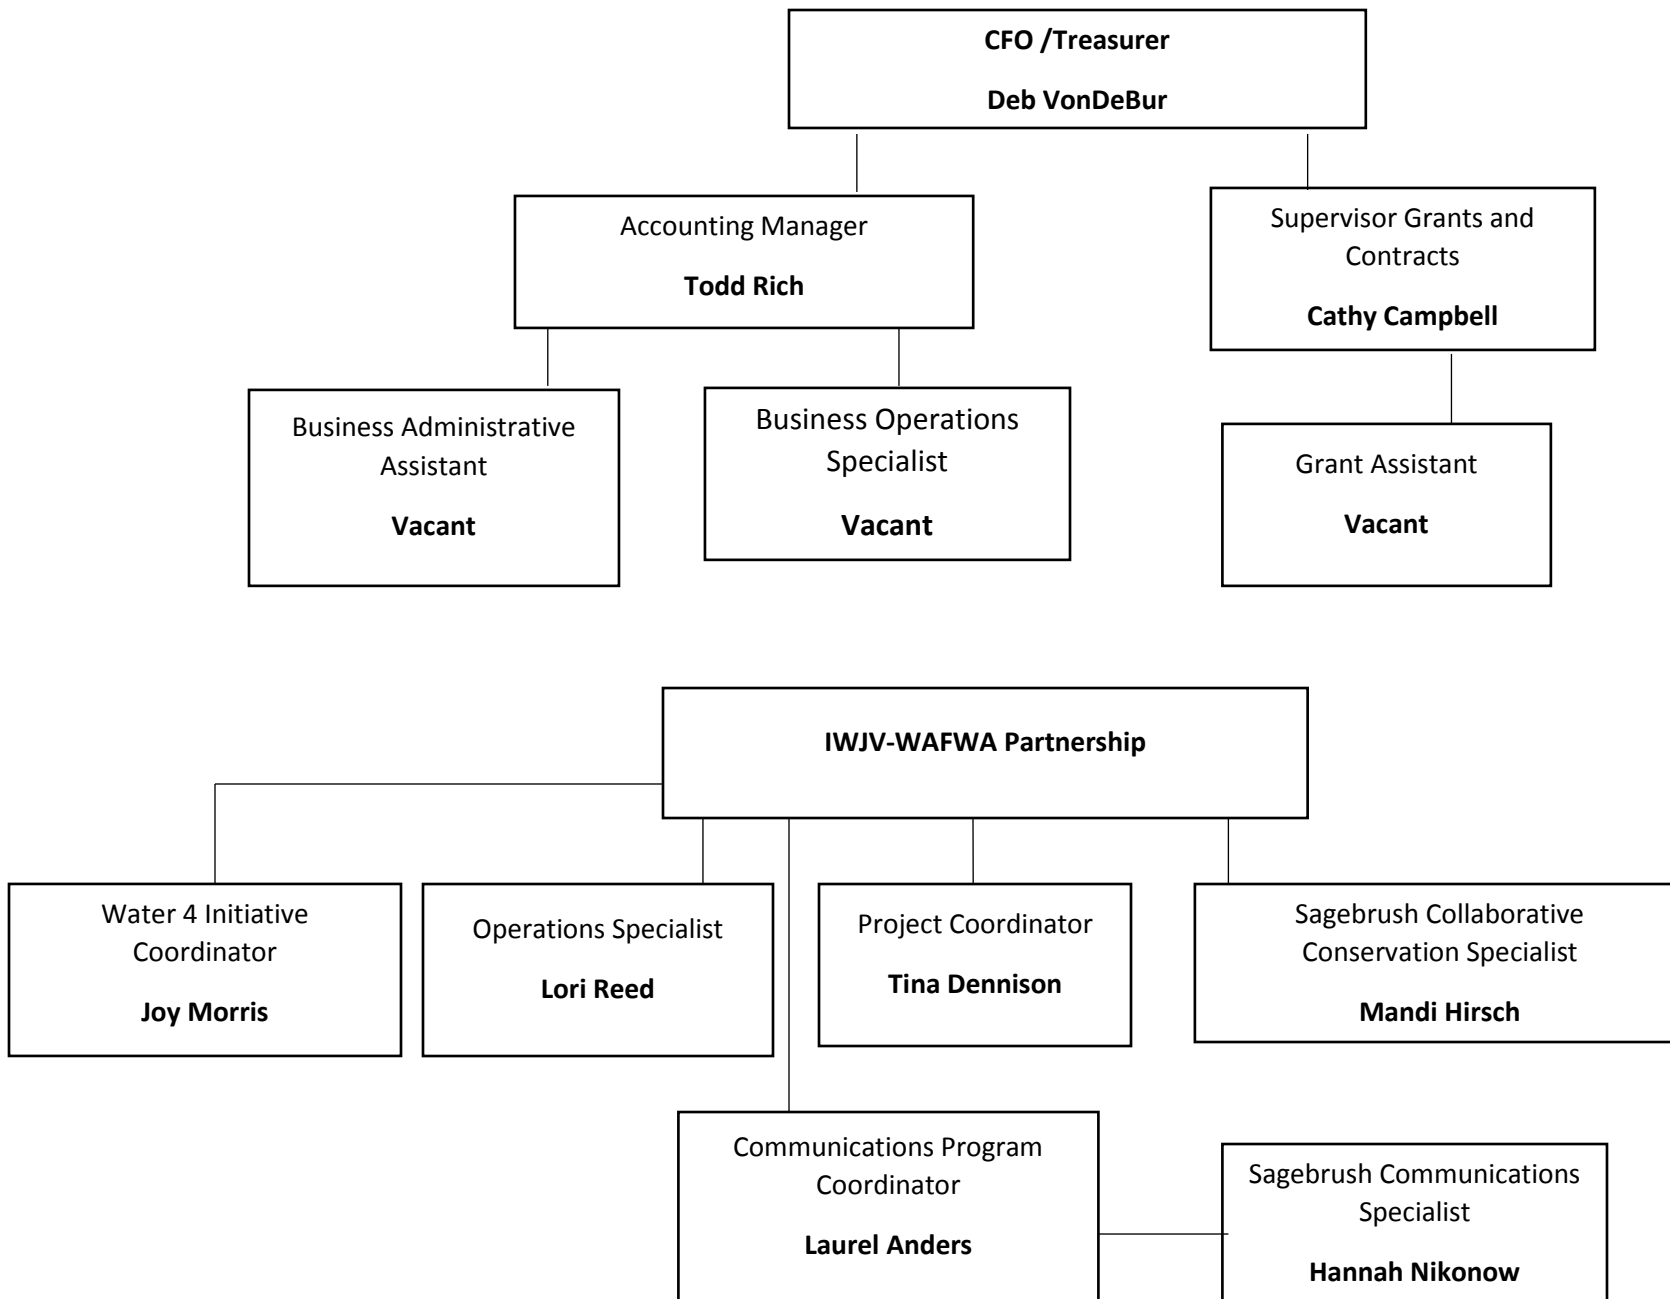 CFO /Treasurer
Deb VonDeBur
Accounting Manager
Todd Rich
Supervisor Grants and
Contracts
Cathy Campbell
Business Administrative
Assistant
Vacant
Business Operations
Specialist
Vacant
Grant Assistant
Vacant
IWJV-WAFWA Partnership
Water 4 Initiative
Coordinator
Joy Morris
Operations Specialist
Lori Reed
Project Coordinator
Tina Dennison
Sagebrush Collaborative
Conservation Specialist
Mandi Hirsch
Communications Program
Coordinator
Laurel Anders
Sagebrush Communications
Specialist
Hannah Nikonow